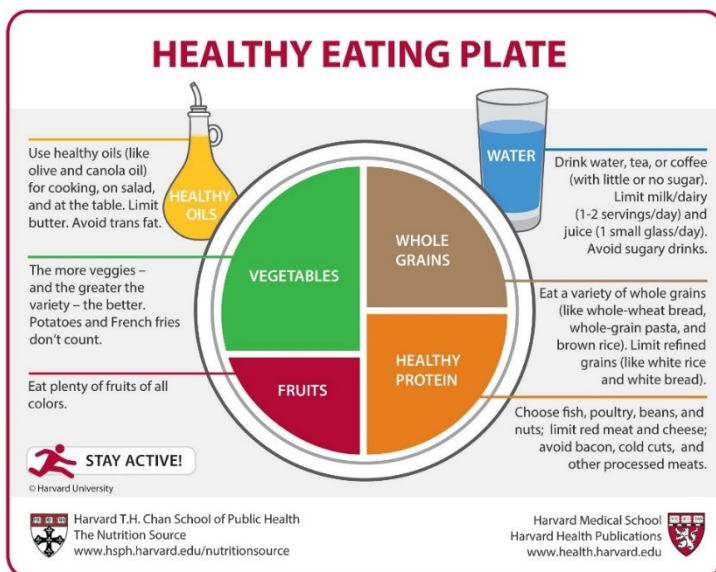 HEALTHY EATING PLATE
Use healthy oils (like
olive and canola oil)
for cooking, on salad,
and at the table. Limit
butter. Avoid trans fat.
HEALTHY
OILS
The more veggies –
and the greater the
variety – the better.
Potatoes and French fries
don't count.
Eat plenty of fruits of all
colors.
VEGETABLES
FRUITS
WHOLE
GRAINS
HEALTHY
PROTEIN
WATER
Drink water, tea, or coffee
(with little or no sugar).
Limit milk/dairy
(1-2 servings/day) and
juice (1 small glass/day).
Avoid sugary drinks.
Eat a variety of whole grains
(like whole-wheat bread,
whole-grain pasta, and
brown rice). Limit refined
grains (like white rice
and white bread).
Choose fish, poultry, beans, and
nuts; limit red meat and cheese;
avoid bacon, cold cuts, and
other processed meats.
STAY ACTIVE!
© Harvard University
Harvard T.H. Chan School of Public Health
The Nutrition Source
www.hsph.harvard.edu/nutritionsource
Harvard Medical School
Harvard Health Publications
www.health.harvard.edu